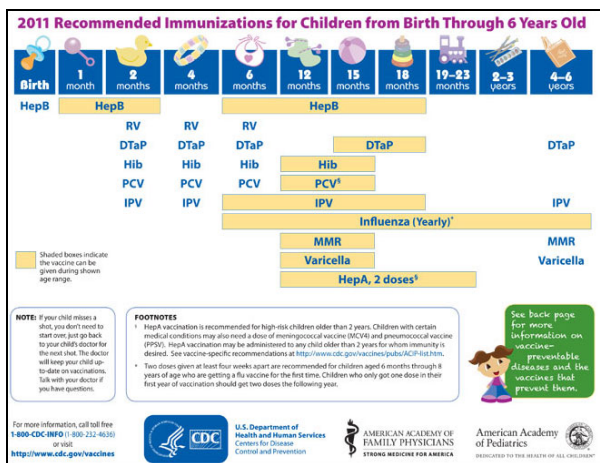 2011 Recommended Immunizations for Children from Birth Through 6 Years Old
Birth
1 month
2 months
4 months
6 months
12 months
15 months
18 months
19–23 months
2–3 years
4–6 years
HepB HepB HepB
RV RV RV
DTaP DTaP DTaP DTaP DTaP
Hib Hib Hib Hib
PCV PCV PCV PCV§
IPV IPV IPV IPV
Influenza (Yearly)*
MMR MMR
Varicella Varicella
HepA, 2 doses§
Shaded boxes indicate
the vaccine can be
given during shown
age range.
NOTE: If your child misses a
shot, you don't need to
start over, just go back to
your child's doctor for
the next shot. The doctor
will keep your child up-
to-date on vaccinations.
Talk with your doctor if
you have questions.
FOOTNOTES
§ HepA vaccination is recommended for high-risk children older than 2 years. Children with certain
medical conditions may also need a dose of meningococcal vaccine (MCV4) and pneumococcal vaccine
(PPSV). HepA vaccination may be administered to any child older than 2 years for whom immunity is
desired. See vaccine-specific recommendations at http://www.cdc.gov/vaccines/pubs/ACIP-list.htm.
* Two doses given at least four weeks apart are recommended for children aged 6 months through 8
years of age who are getting a flu vaccine for the first time. Children who only got one dose in their
first year of vaccination should get two doses the following year.
See back page
for more
information on
vaccine-
preventable
diseases and the
vaccines that
prevent them.
For more information, call toll free
1-800-CDC-INFO (1-800-232-4636)
or visit
http://www.cdc.gov/vaccines
CDC
U.S. Department of
Health and Human Services
Centers for Disease
Control and Prevention
AMERICAN ACADEMY OF
FAMILY PHYSICIANS
STRONG MEDICINE FOR AMERICA
American Academy
of Pediatrics
DEDICATED TO THE HEALTH OF ALL CHILDREN™